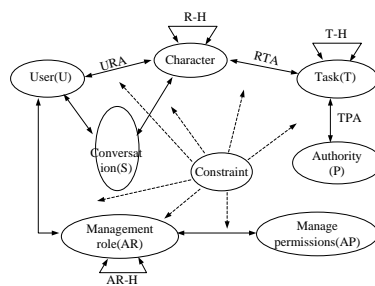 R-H
T-H
URA
Character
RTA
User(U)
Task(T)
TPA
Conversat
ion(S)
Constraint
Authority
(P)
Management
role(AR)
Manage
permissions(AP)
AR-H